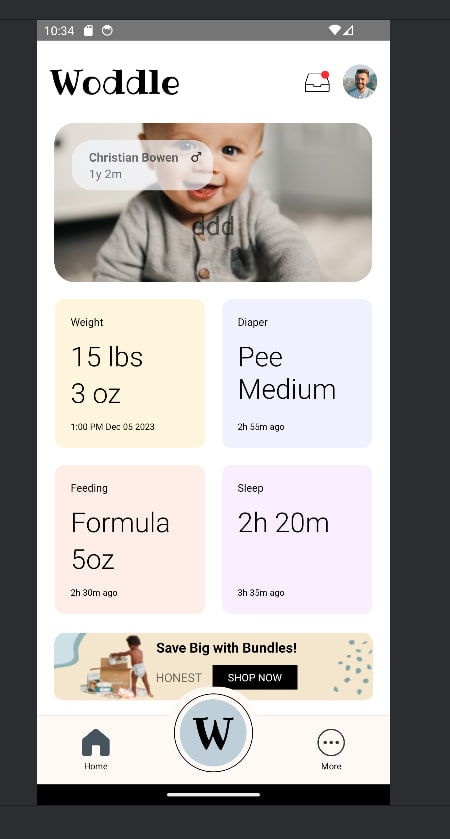 10:34
Woddle
Christian Bowen ♂
1y 2m
ddd
Weight
15 lbs
3 oz
1:00 PM Dec 05 2023
Diaper
Pee
Medium
2h 55m ago
Feeding
Formula
5oz
2h 30m ago
Sleep
2h 20m
3h 35m ago
Save Big with Bundles!
HONEST SHOP NOW
Home
W
More